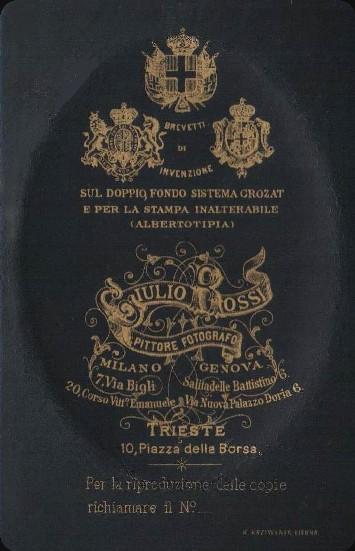 BREVETTI
DI
INVENZIONE
SUL DOPPIO FONDO SISTEMA CROZAT
E PER LA STAMPA INALTERABILE
(ALBERTOTIPIA)
GIULIO ROSSI
PITTORE FOTOGRAFO
MILANO GENOVA
7, Via Bigli Salita delle Battistine 6.
20, Corso Vittº Emanuele Via Nuova Palazzo Doria 6.
TRIESTE
10, Piazza della Borsa.
Per la riproduzione delle copie
richiamare il Nº